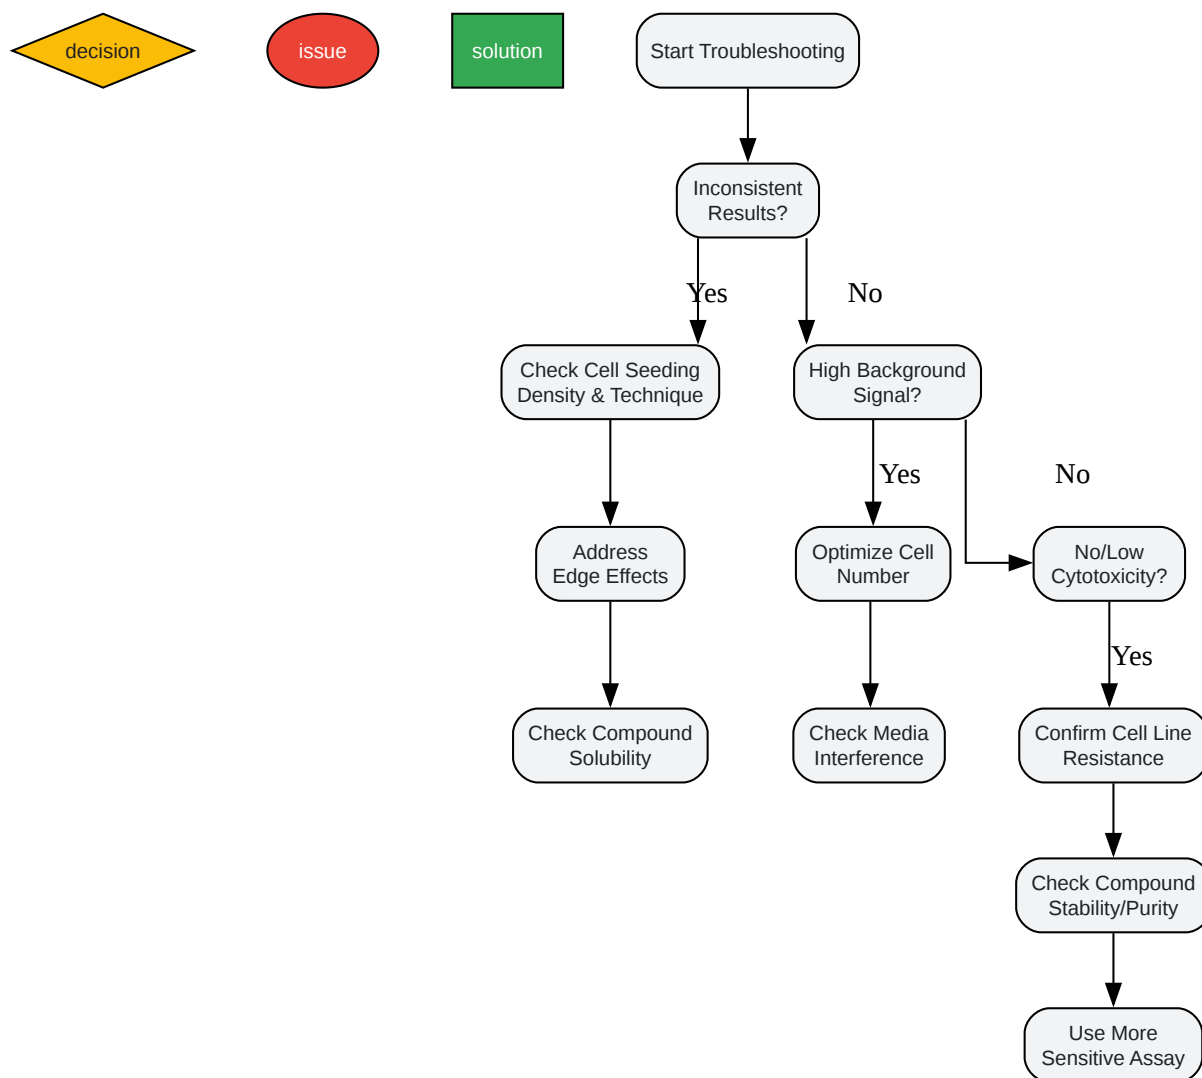 decision
issue
solution
Start Troubleshooting
Inconsistent
Results?
Yes
No
Check Cell Seeding
Density & Technique
High Background
Signal?
Yes
No
Address
Edge Effects
Optimize Cell
Number
No/Low
Cytotoxicity?
Yes
Check Compound
Solubility
Check Media
Interference
Confirm Cell Line
Resistance
Check Compound
Stability/Purity
Use More
Sensitive Assay